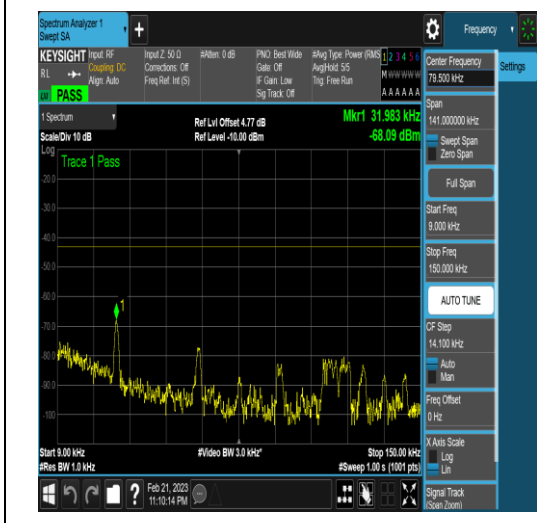 Spectrum Analyzer 1
Swept SA
+
Frequency
KEYSIGHT
RL
PASS
Input: RF
Coupling: DC
Align: Auto
Input Z: 50 Ω
Corrections: Off
Freq Ref: Int (S)
#Atten: 0 dB
PNO: Best Wide
Gate: Off
IF Gain: Low
Sig Track: Off
#Avg Type: Power (RMS
Avg|Hold: 5/5
Trig: Free Run
1 2 3 4 5 6
M W W W W W
A A A A A A
1 Spectrum
Scale/Div 10 dB
Ref Lvl Offset 4.77 dB
Ref Level -10.00 dBm
Mkr1 31.983 kHz
-68.09 dBm
Log
Trace 1 Pass
1
-20.0
-30.0
-40.0
-50.0
-60.0
-70.0
-80.0
-90.0
-100
Start 9.00 kHz
#Res BW 1.0 kHz
#Video BW 3.0 kHz*
Stop 150.00 kHz
#Sweep 1.00 s (1001 pts)
Feb 21, 2023
11:10:14 PM
?
Center Frequency
79.500 kHz
Settings
Span
141.000000 kHz
Swept Span
Zero Span
Full Span
Start Freq
9.000 kHz
Stop Freq
150.000 kHz
AUTO TUNE
CF Step
14.100 kHz
Auto
Man
Freq Offset
0 Hz
X Axis Scale
Log
Lin
Signal Track
(Span Zoom)